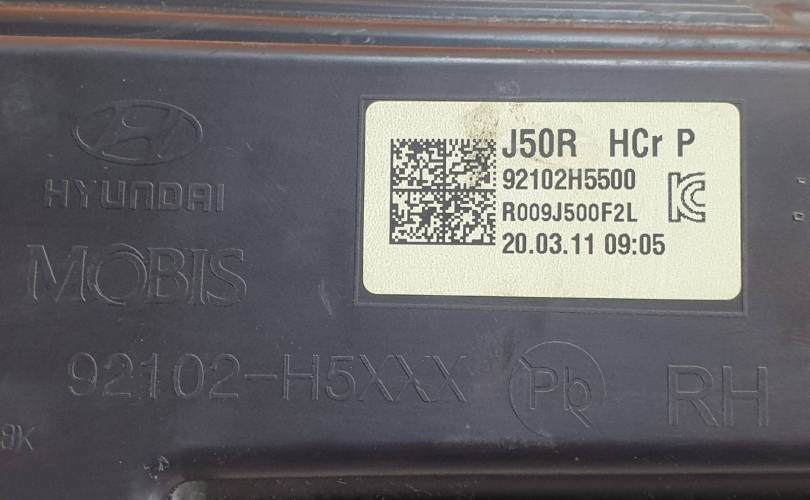 HYUNDAI
MOBIS
J50R HCr P
92102H5500
R009J500F2L
20.03.11 09:05
92102-H5XXX
Pb
RH